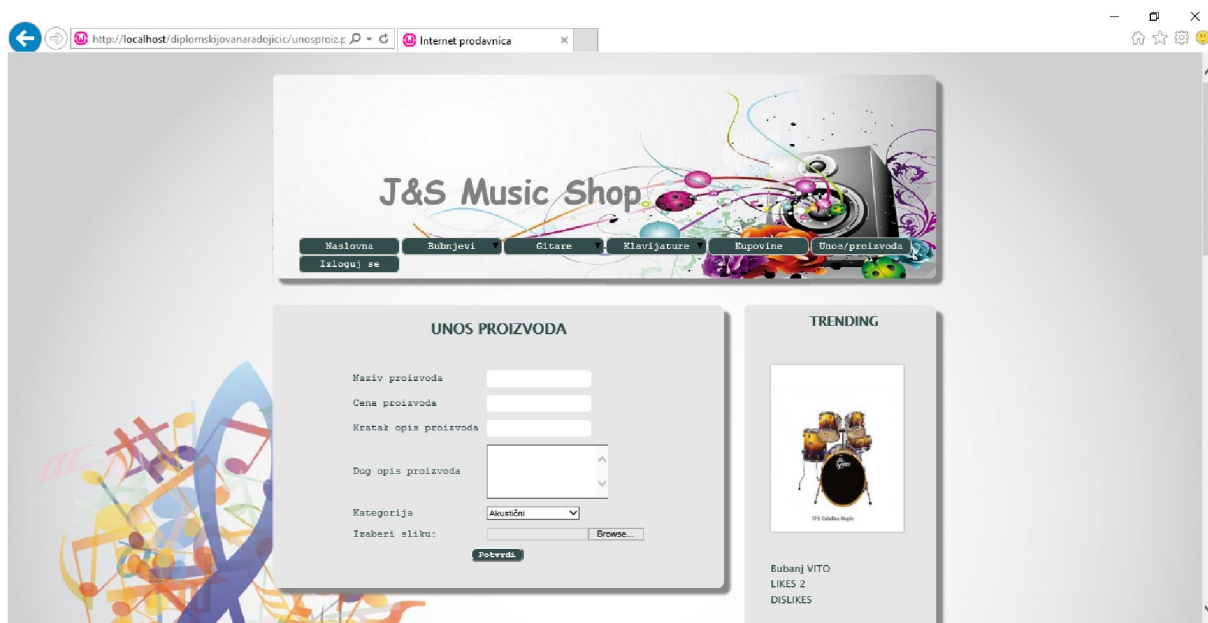 http://localhost/diplomskijovanaradojicic/unosproiz.p
Internet prodavnica
J&S Music Shop
Naslovna Bubnjevi Gitare Klavijature Kupovine Unos/proizvoda
Izloguj se
UNOS PROIZVODA
Naziv proizvoda
Cena proizvoda
Kratak opis proizvoda
Dug opis proizvoda
Kategorija Akustični
Izaberi sliku: Browse...
Potvrdi
TRENDING
Bubanj VITO
LIKES 2
DISLIKES